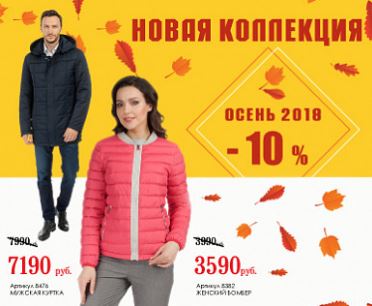 НОВАЯ КОЛЛЕКЦИЯ
ОСЕНЬ 2018
- 10 %
7990
7190 руб.
Артикул 8476
МУЖСКАЯ КУРТКА
3990
3590 руб.
Артикул 8382
ЖЕНСКИЙ БОМБЕР